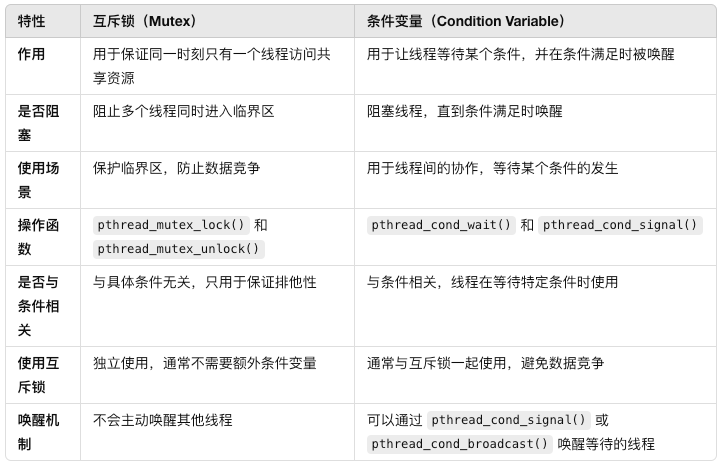 特性 互斥锁（Mutex） 条件变量（Condition Variable）
作用 用于保证同一时刻只有一个线程访问共 用于让线程等待某个条件，并在条件满足时被唤醒
享资源
是否阻 阻止多个线程同时进入临界区 阻塞线程，直到条件满足时唤醒
塞
使用场 保护临界区，防止数据竞争 用于线程间的协作，等待某个条件的发生
景
操作函 pthread_mutex_lock() 和 pthread_cond_wait() 和 pthread_cond_signal()
数 pthread_mutex_unlock()
是否与 与具体条件无关，只用于保证排他性 与条件相关，线程在等待特定条件时使用
条件相
关
使用互 独立使用，通常不需要额外条件变量 通常与互斥锁一起使用，避免数据竞争
斥锁
唤醒机 不会主动唤醒其他线程 可以通过 pthread_cond_signal() 或
制 pthread_cond_broadcast() 唤醒等待的线程